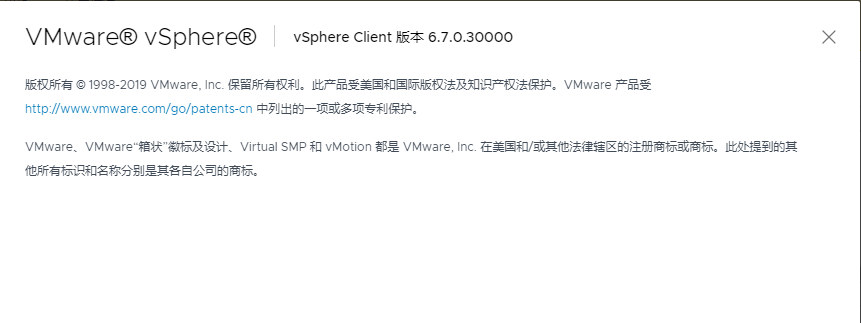 VMware® vSphere® vSphere Client 版本 6.7.0.30000
版权所有 © 1998-2019 VMware, Inc. 保留所有权利。此产品受美国和国际版权法及知识产权法保护。VMware 产品受
http://www.vmware.com/go/patents-cn 中列出的一项或多项专利保护。
VMware、VMware“箱状”徽标及设计、Virtual SMP 和 vMotion 都是 VMware, Inc. 在美国和/或其他法律辖区的注册商标或商标。此处提到的其
他所有标识和名称分别是其各自公司的商标。